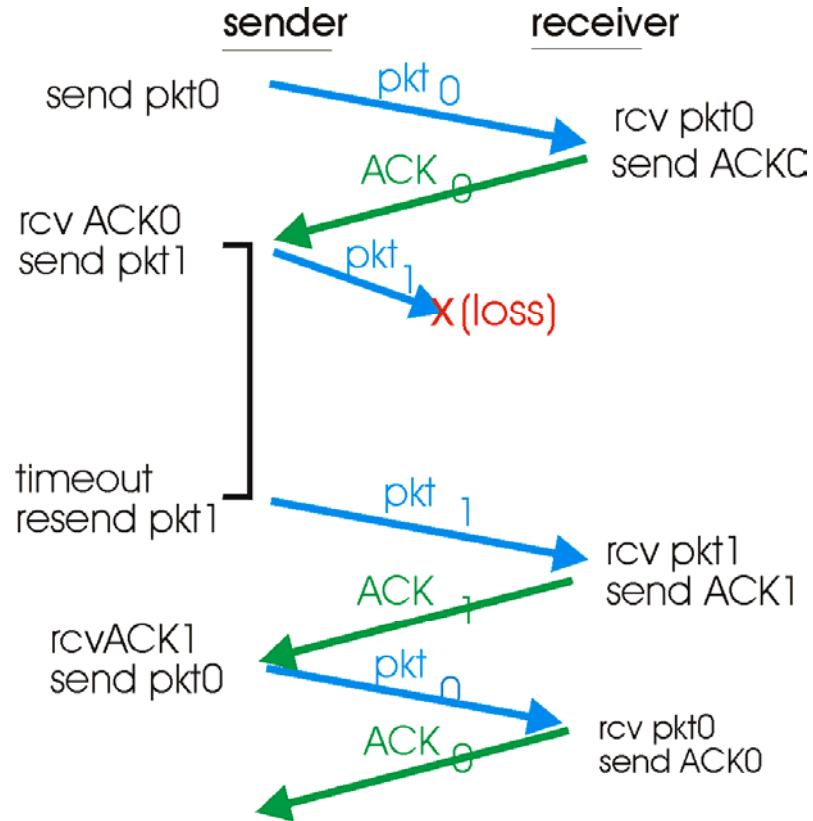 sender
receiver
pkt 0
send pkt0
rcv pkt0
send ACK0
ACK 0
rcv ACK0
send pkt1
pkt 1
X (loss)
timeout
resend pkt1
pkt 1
rcv pkt1
send ACK1
ACK 1
rcvACK1
send pkt0
pkt 0
rcv pkt0
send ACK0
ACK 0